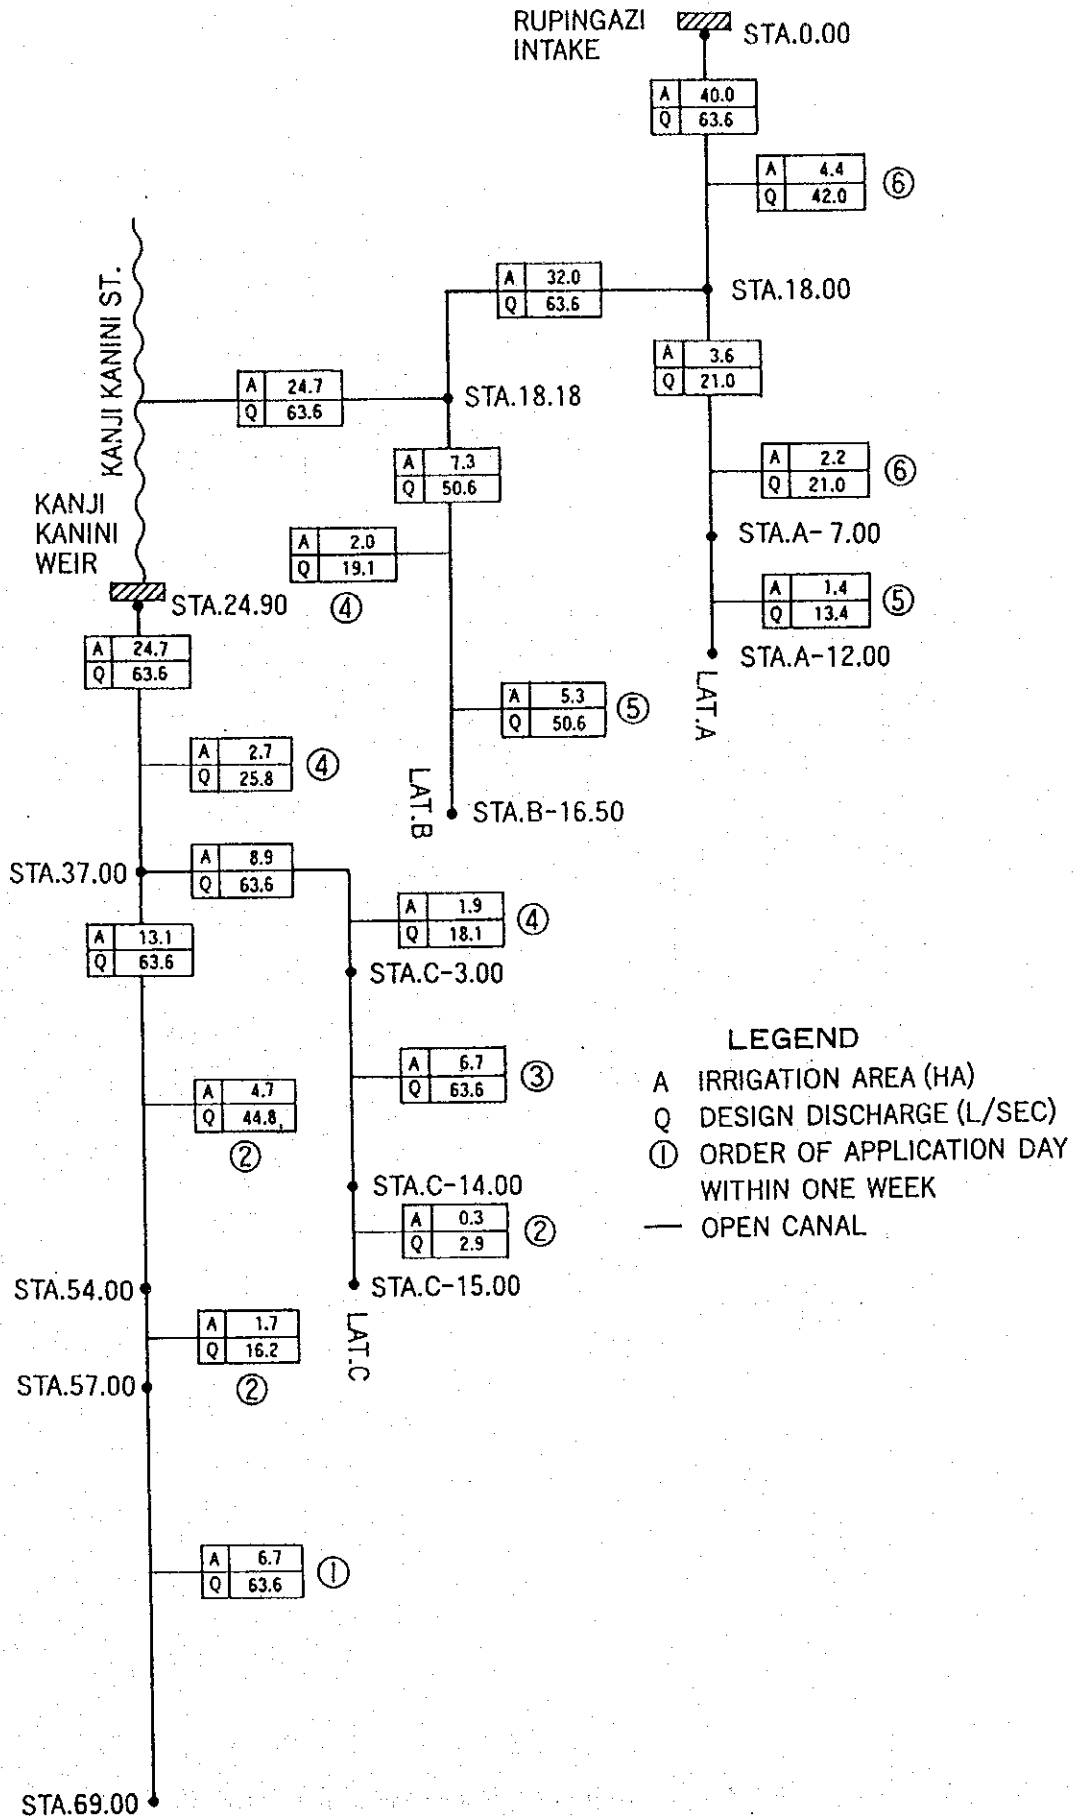 RUPINGAZI
INTAKE
STA.0.00
A 40.0
Q 63.6
A 4.4
Q 42.0
⑥
A 32.0
Q 63.6
STA.18.00
KANJI KANINI ST.
A 3.6
Q 21.0
A 24.7
Q 63.6
STA.18.18
A 7.3
Q 50.6
A 2.2
Q 21.0
⑥
KANJI
KANINI
WEIR
A 2.0
Q 19.1
④
STA.A-7.00
STA.24.90
A 1.4
Q 13.4
⑤
A 24.7
Q 63.6
STA.A-12.00
LAT.A
A 5.3
Q 50.6
⑤
A 2.7
Q 25.8
④
LAT.B
STA.B-16.50
STA.37.00
A 8.9
Q 63.6
A 1.9
Q 18.1
④
A 13.1
Q 63.6
STA.C-3.00
A 6.7
Q 63.6
③
A 4.7
Q 44.8
②
STA.C-14.00
A 0.3
Q 2.9
②
STA.54.00
STA.C-15.00
LAT.C
A 1.7
Q 16.2
②
STA.57.00
A 6.7
Q 63.6
①
STA.69.00
LEGEND
A IRRIGATION AREA (HA)
Q DESIGN DISCHARGE (L/SEC)
① ORDER OF APPLICATION DAY
WITHIN ONE WEEK
— OPEN CANAL